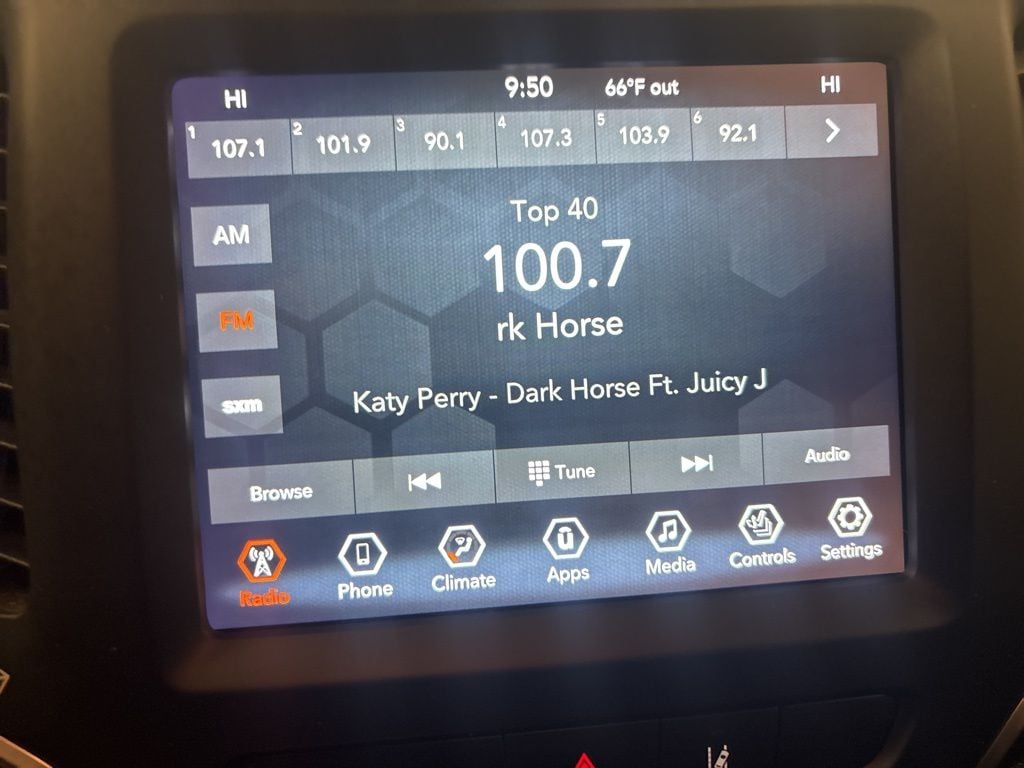 HI 9:50 66°F out HI
1 107.1 2 101.9 3 90.1 4 107.3 5 103.9 6 92.1
Top 40
AM
100.7
FM
rk Horse
sxm
Katy Perry - Dark Horse Ft. Juicy J
Browse Tune Audio
Radio Phone Climate Apps Media Controls Settings